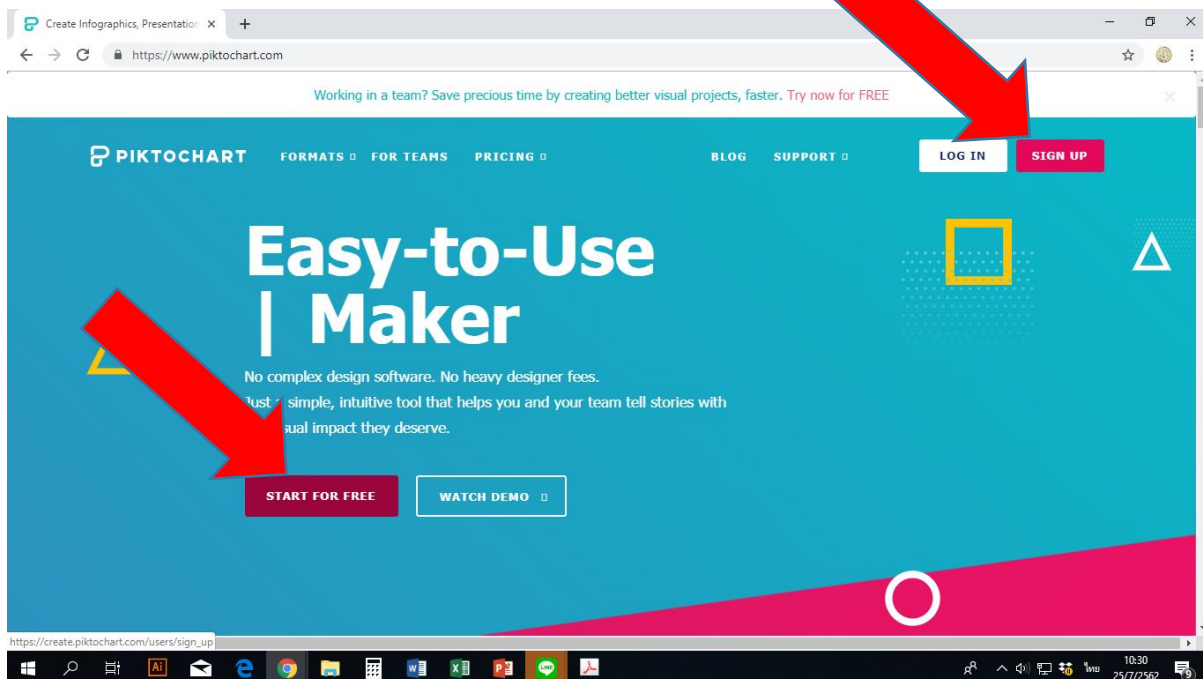 Create Infographics, Presentation
https://www.piktochart.com
Working in a team? Save precious time by creating better visual projects, faster. Try now for FREE
PIKTOCHART FORMATS FOR TEAMS PRICING BLOG SUPPORT LOG IN SIGN UP
Easy-to-Use
| Maker
No complex design software. No heavy designer fees.
Just simple, intuitive tool that helps you and your team tell stories with
impact they deserve.
START FOR FREE WATCH DEMO
https://create.piktochart.com/users/sign_up
Ai LINE ไทย 10:30
25/7/2562